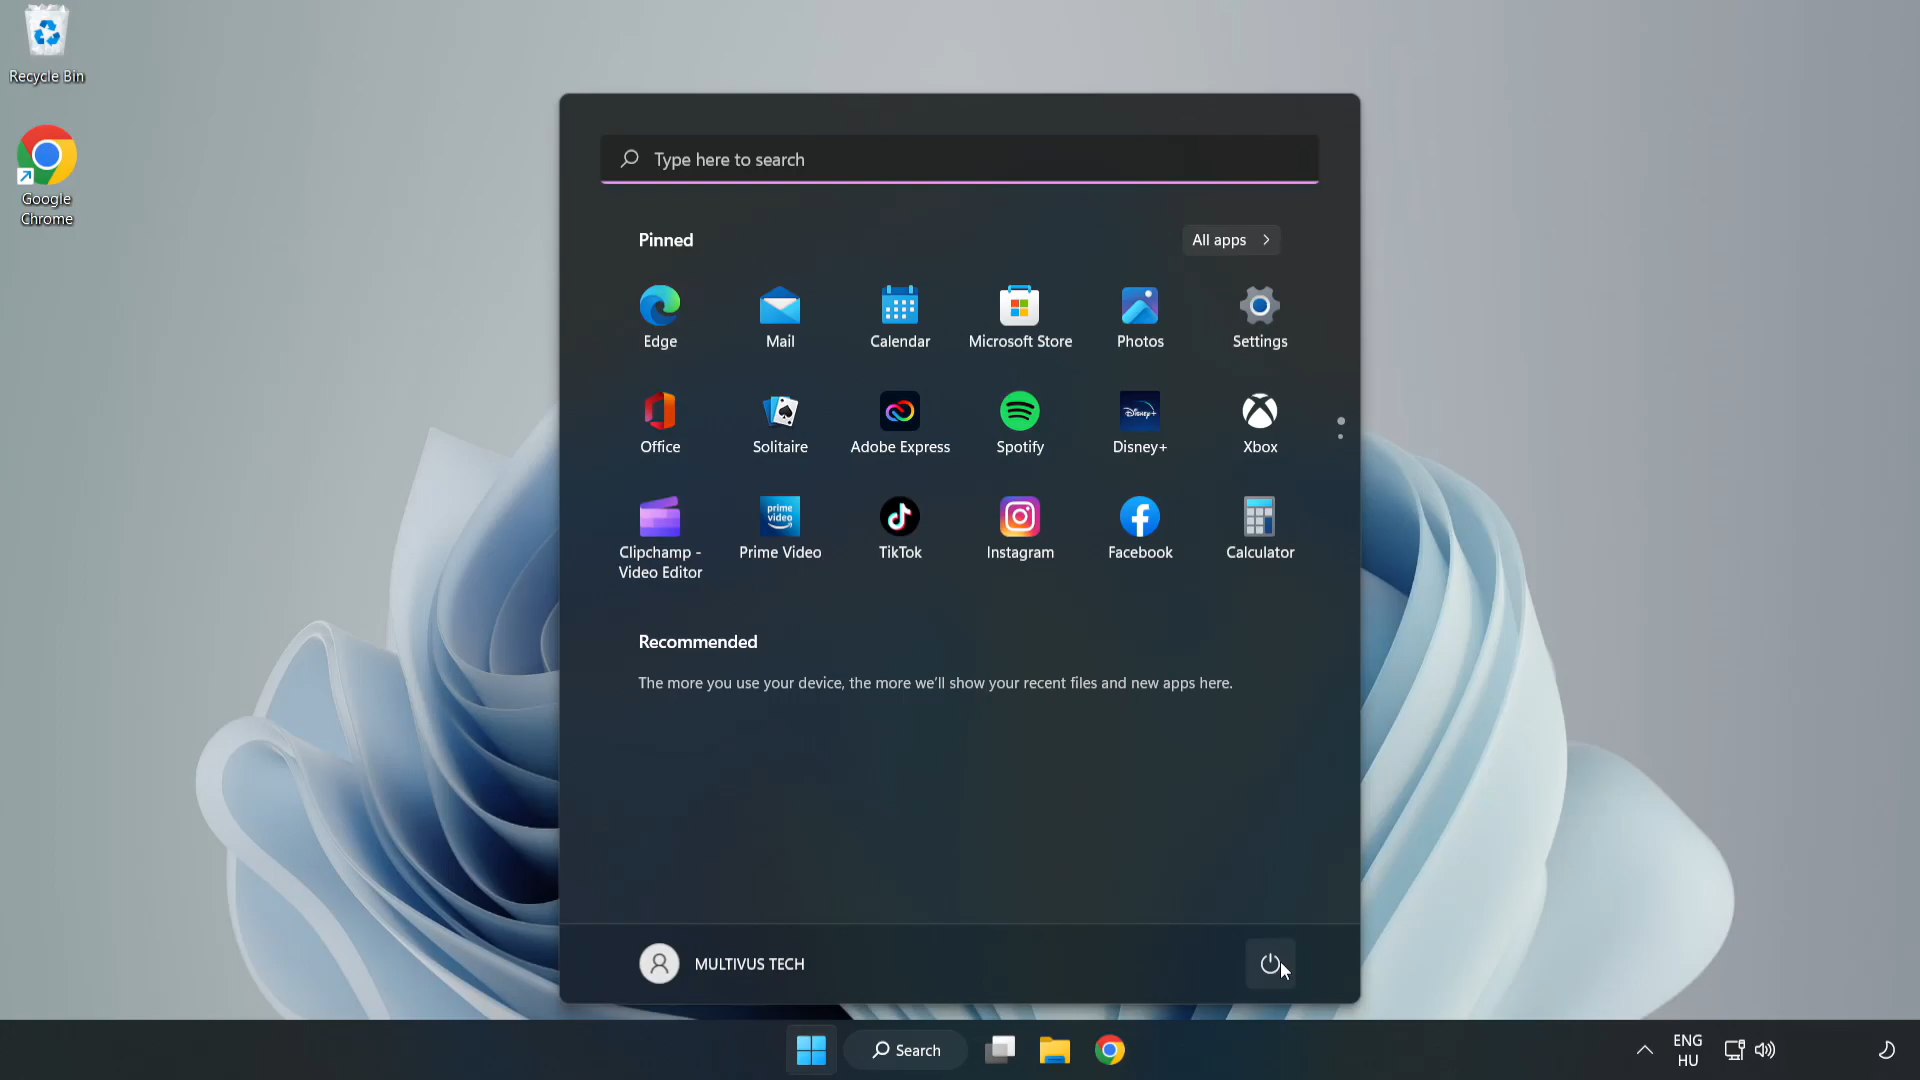 Recycle Bin
Google
Chrome
Type here to search
Pinned
All apps
Edge
Mail
Calendar
Microsoft Store
Photos
Settings
Office
Solitaire
Adobe Express
Spotify
Disney+
Disney+
Xbox
Clipchamp -
Video Editor
prime
video
Prime Video
TikTok
Instagram
Facebook
Calculator
Recommended
The more you use your device, the more we'll show your recent files and new apps here.
MULTIVUS TECH
Search
ENG
HU